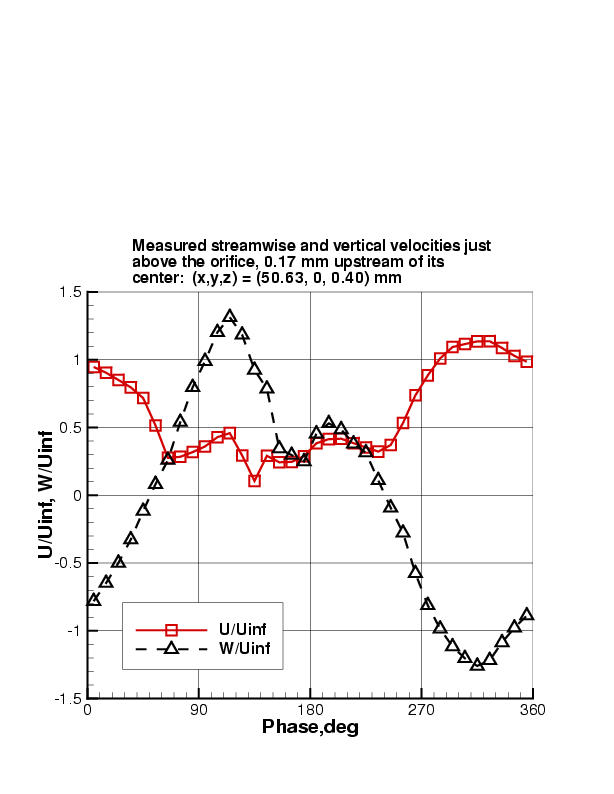 Measured streamwise and vertical velocities just
above the orifice, 0.17 mm upstream of its
center: (x,y,z) = (50.63, 0, 0.40) mm
1.5
1
0.5
0
-0.5
-1
-1.5
U/Uinf, W/Uinf
U/Uinf
W/Uinf
0 90 180 270 360
Phase,deg